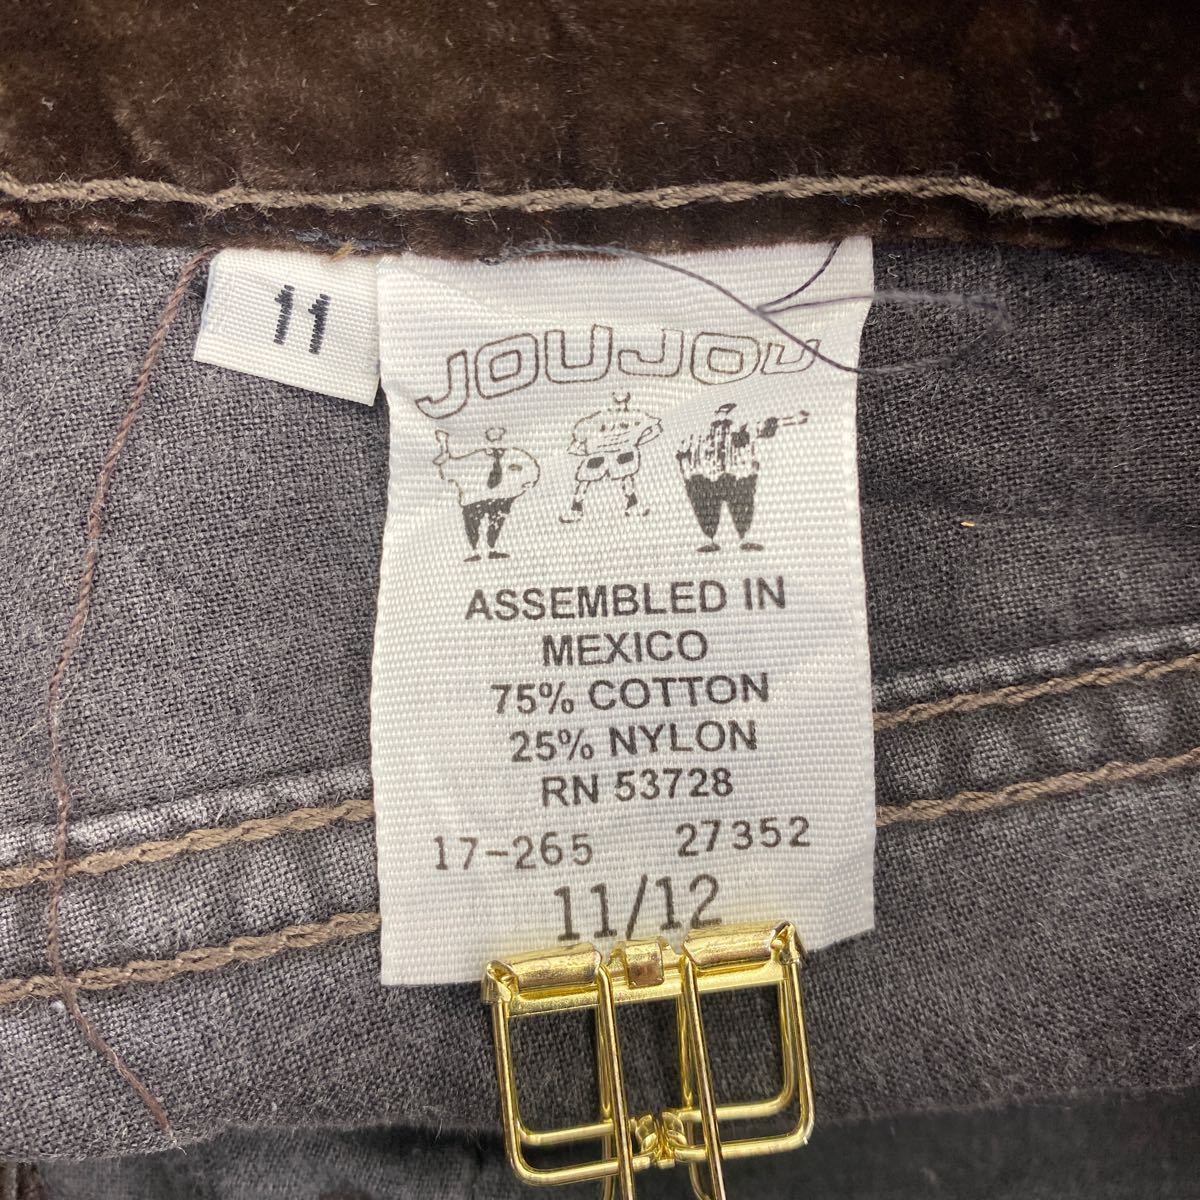 11
JOUJOU
ASSEMBLED IN
MEXICO
75% COTTON
25% NYLON
RN 53728
17-265 27352
11/12